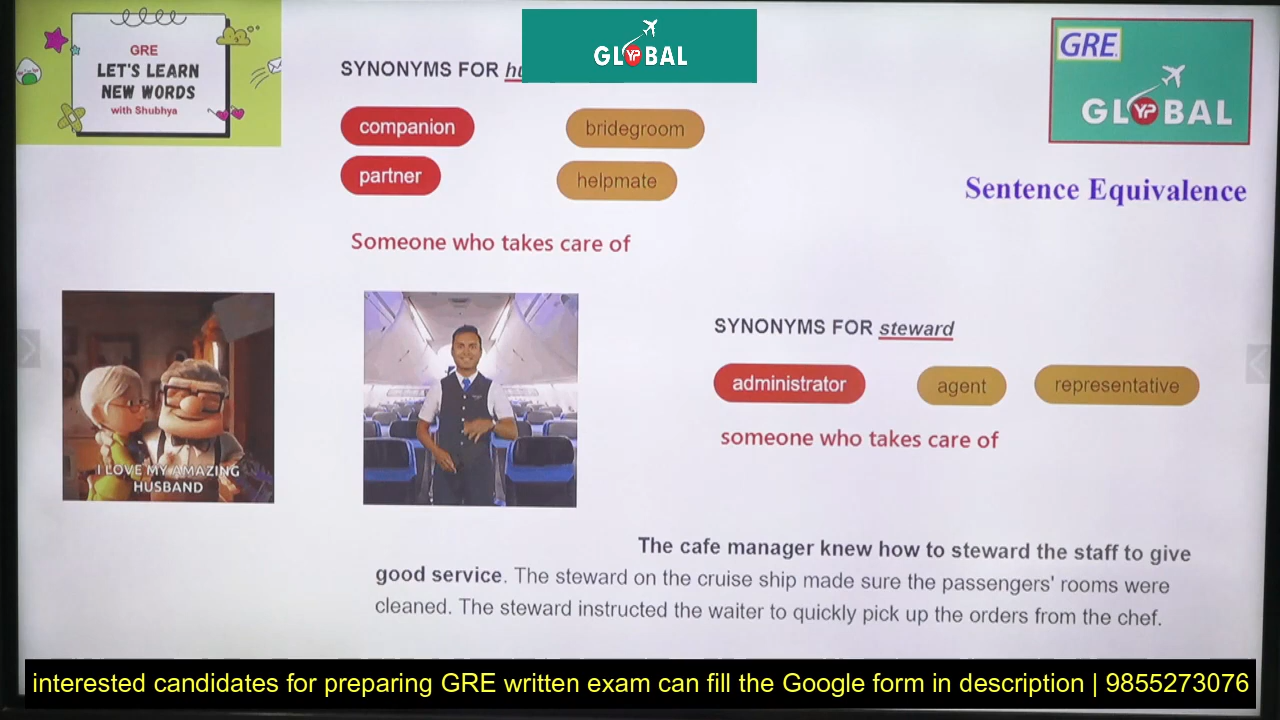 GRE
LET'S LEARN
NEW WORDS
with Shubhya
SYNONYMS FOR
GLYPBAL
GRE
GLYPBAL
companion
bridegroom
partner
helpmate
Sentence Equivalence
Someone who takes care of
I LOVE MY AMAZING
HUSBAND
SYNONYMS FOR steward
administrator
agent
representative
someone who takes care of
The cafe manager knew how to steward the staff to give
good service. The steward on the cruise ship made sure the passengers' rooms were
cleaned. The steward instructed the waiter to quickly pick up the orders from the chef.
interested candidates for preparing GRE written exam can fill the Google form in description | 9855273076